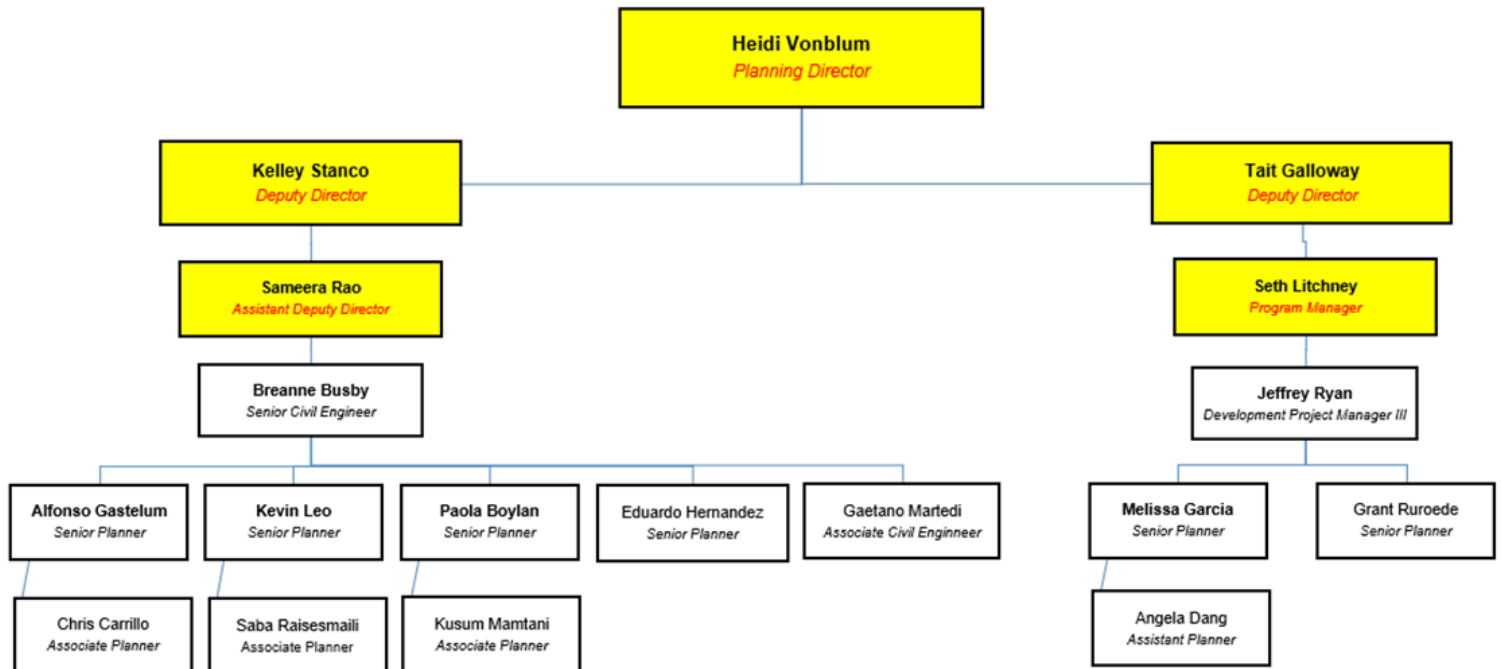 Heidi Vonblum
Planning Director
Kelley Stanco
Deputy Director
Tait Galloway
Deputy Director
Sameera Rao
Assistant Deputy Director
Seth Litchney
Program Manager
Breanne Busby
Senior Civil Engineer
Jeffrey Ryan
Development Project Manager III
Alfonso Gastelum
Senior Planner
Kevin Leo
Senior Planner
Paola Boylan
Senior Planner
Eduardo Hernandez
Senior Planner
Gaetano Martedi
Associate Civil Enginneer
Melissa Garcia
Senior Planner
Grant Ruroede
Senior Planner
Chris Carrillo
Associate Planner
Saba Raisesmaili
Associate Planner
Kusum Mamtani
Associate Planner
Angela Dang
Assistant Planner